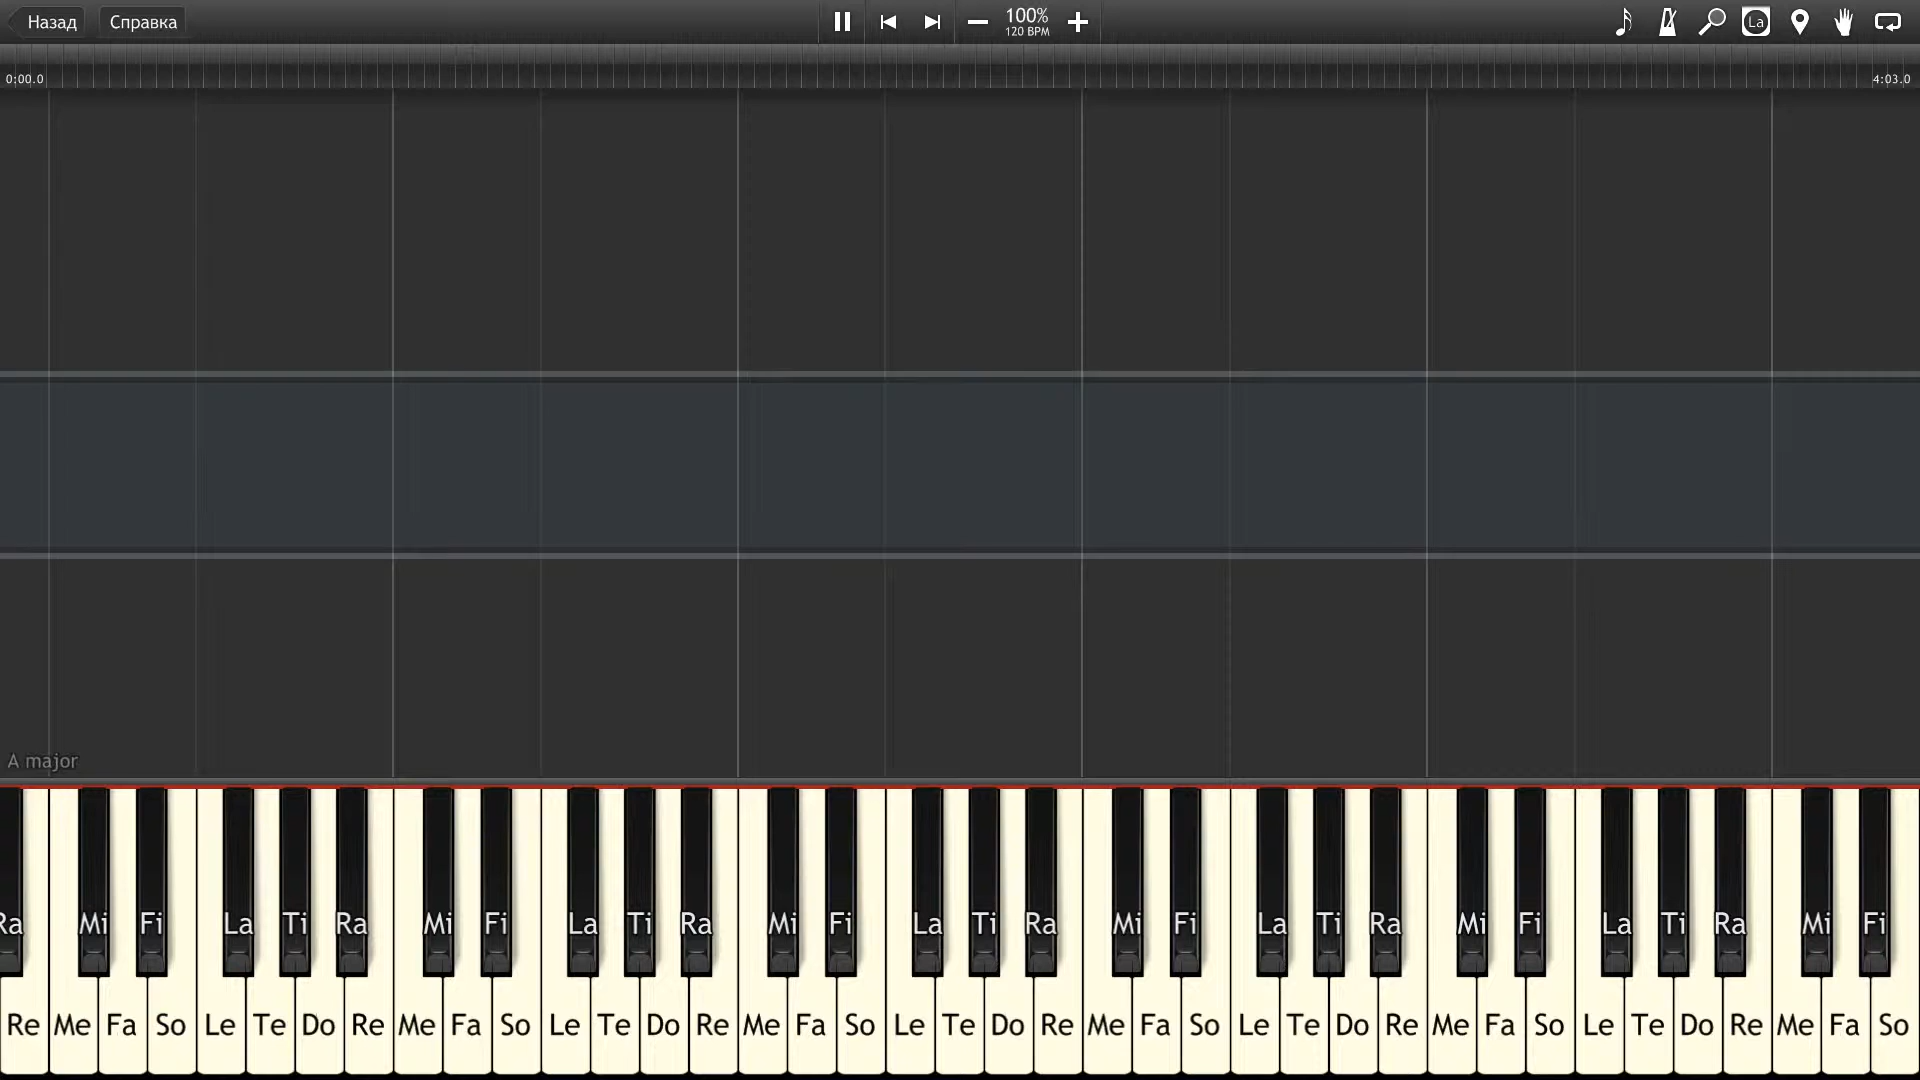 Назад Справка 100% La
120 BPM
0:00.0 4:03.0
A major
Ra Mi Fi La Ti Ra Mi Fi La Ti Ra Mi Fi La Ti Ra Mi Fi La Ti Ra Mi Fi La Ti Ra Mi Fi
Re Me Fa So Le Te Do Re Me Fa So Le Te Do Re Me Fa So Le Te Do Re Me Fa So Le Te Do Re Me Fa So Le Te Do Re Me Fa So